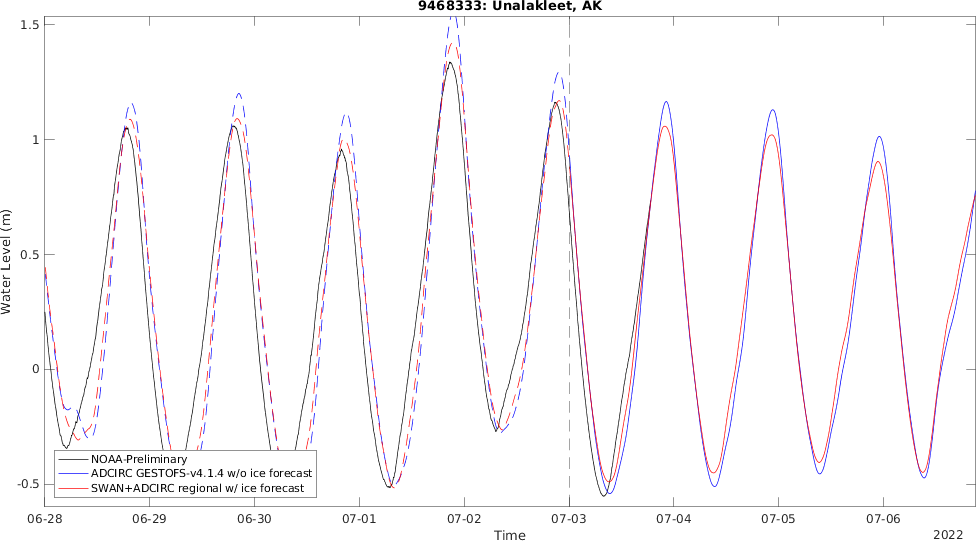 9468333: Unalakleet, AK
1.5
1
0.5
0
-0.5
Water Level (m)
NOAA-Preliminary
ADCIRC GESTOFS-v4.1.4 w/o ice forecast
SWAN+ADCIRC regional w/ ice forecast
06-28 06-29 06-30 07-01 07-02 07-03 07-04 07-05 07-06
Time
2022